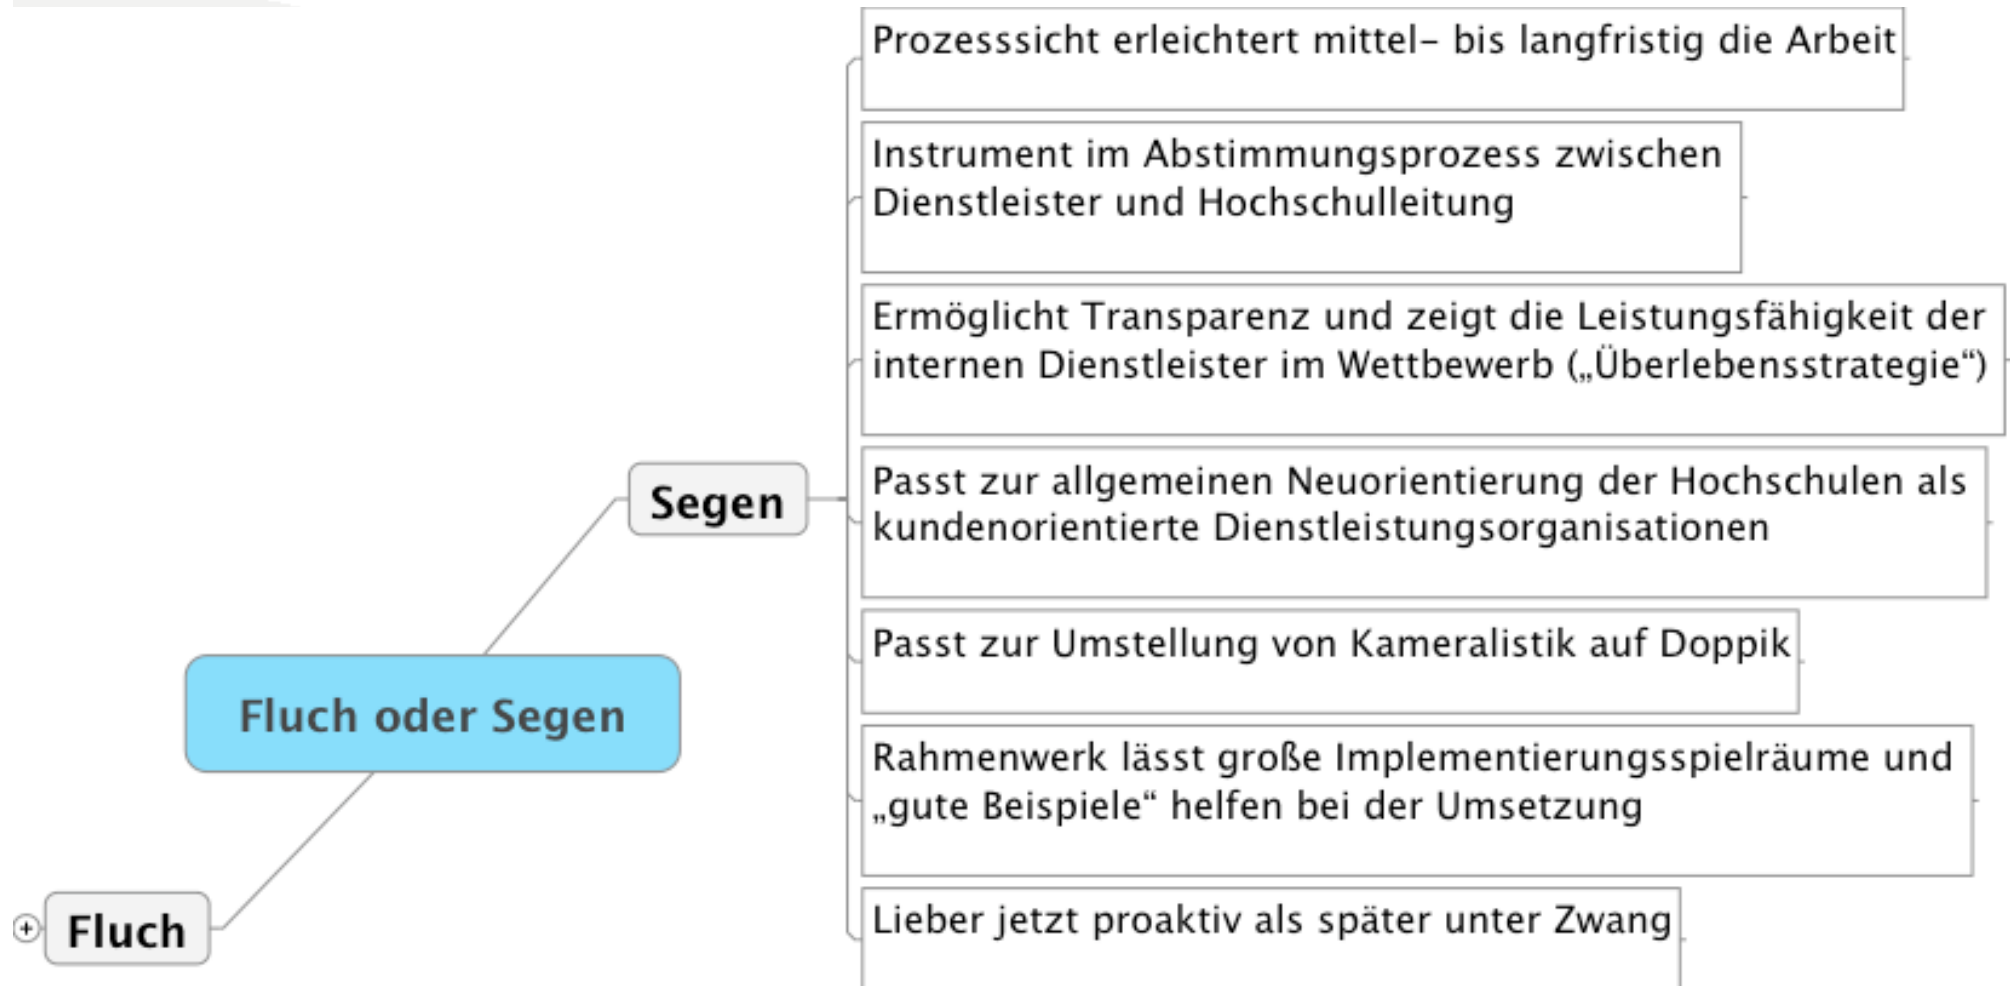 Prozesssicht erleichtert mittel- bis langfristig die Arbeit
Instrument im Abstimmungsprozess zwischen
Dienstleister und Hochschulleitung
Ermöglicht Transparenz und zeigt die Leistungsfähigkeit der
internen Dienstleister im Wettbewerb („Überlebensstrategie“)
Segen
Passt zur allgemeinen Neuorientierung der Hochschulen als
kundenorientierte Dienstleistungsorganisationen
Passt zur Umstellung von Kameralistik auf Doppik
Fluch oder Segen
Rahmenwerk lässt große Implementierungsspielräume und
„gute Beispiele“ helfen bei der Umsetzung
Fluch
Lieber jetzt proaktiv als später unter Zwang